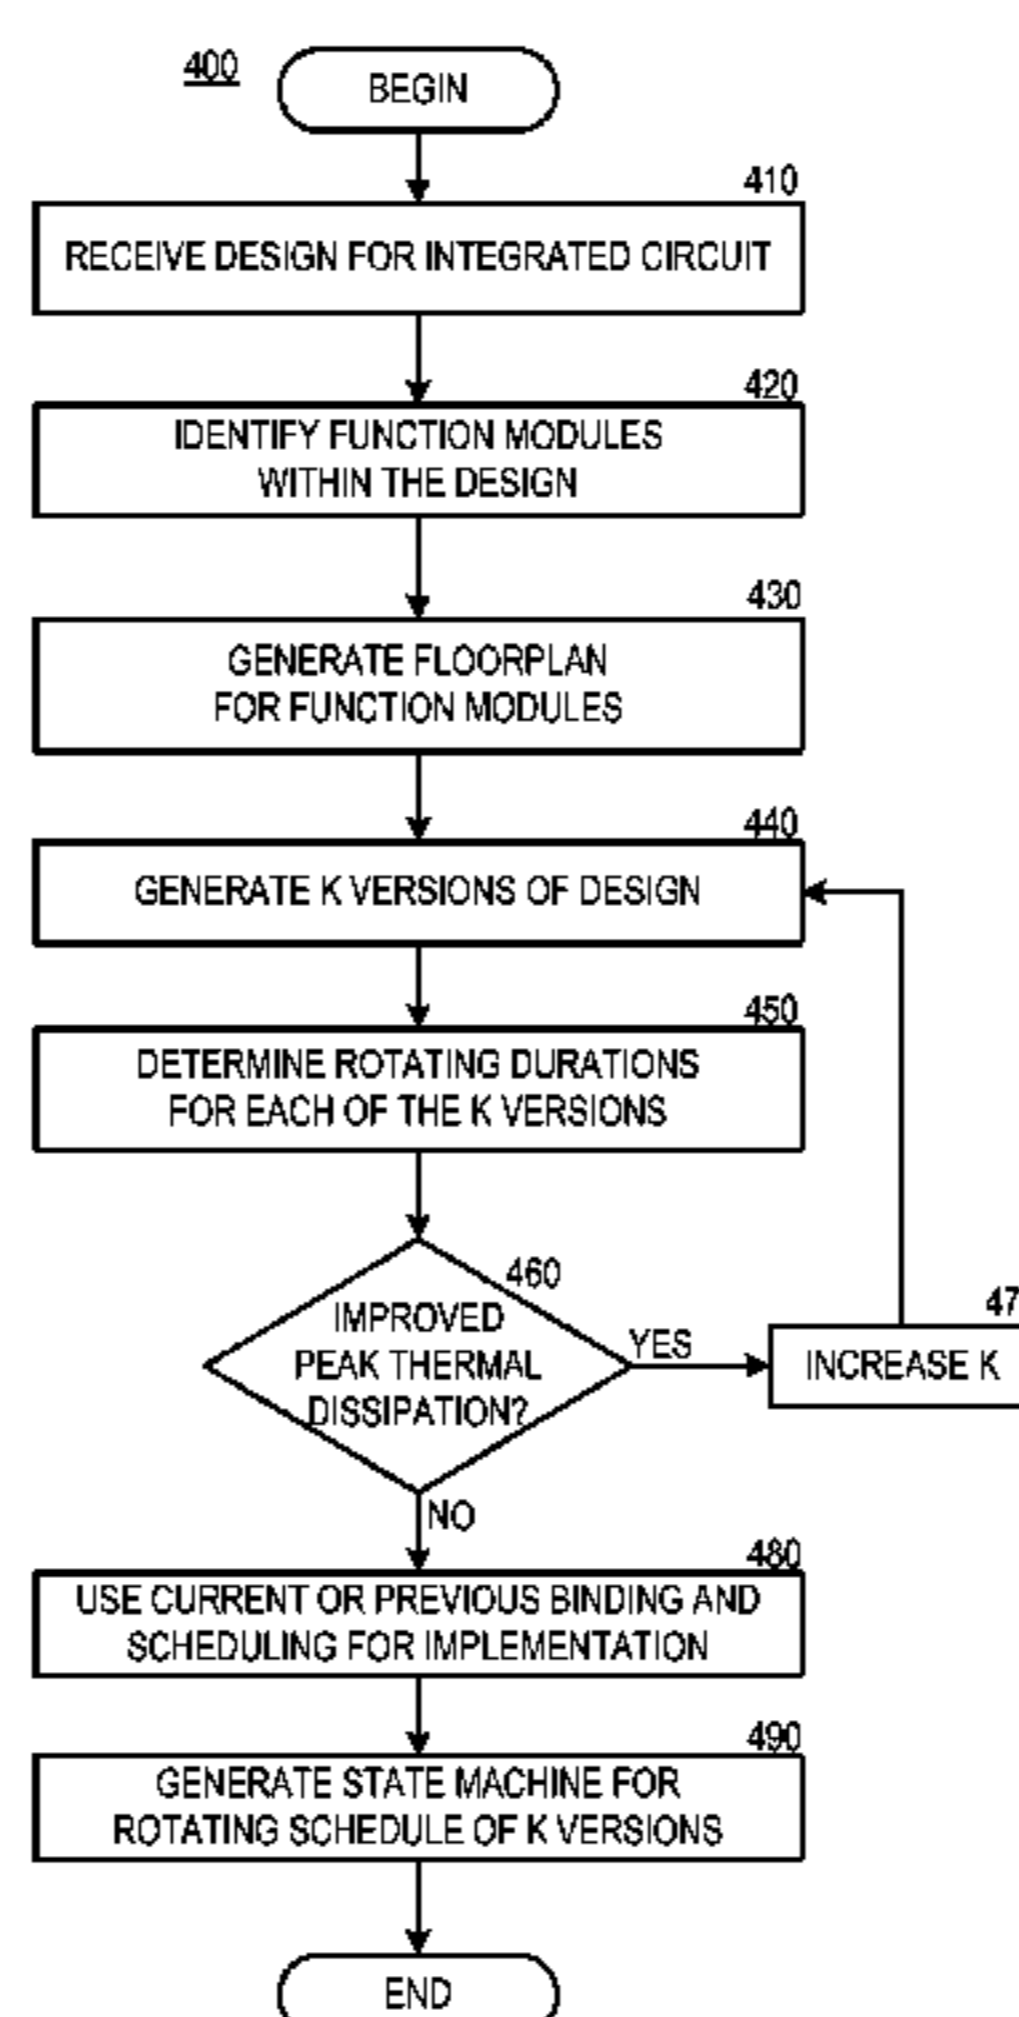 400
BEGIN
410
RECEIVE DESIGN FOR INTEGRATED CIRCUIT
420
IDENTIFY FUNCTION MODULES
WITHIN THE DESIGN
430
GENERATE FLOORPLAN
FOR FUNCTION MODULES
440
GENERATE K VERSIONS OF DESIGN
450
DETERMINE ROTATING DURATIONS
FOR EACH OF THE K VERSIONS
460
IMPROVED
PEAK THERMAL
DISSIPATION?
YES
47
INCREASE K
NO
480
USE CURRENT OR PREVIOUS BINDING AND
SCHEDULING FOR IMPLEMENTATION
490
GENERATE STATE MACHINE FOR
ROTATING SCHEDULE OF K VERSIONS
END